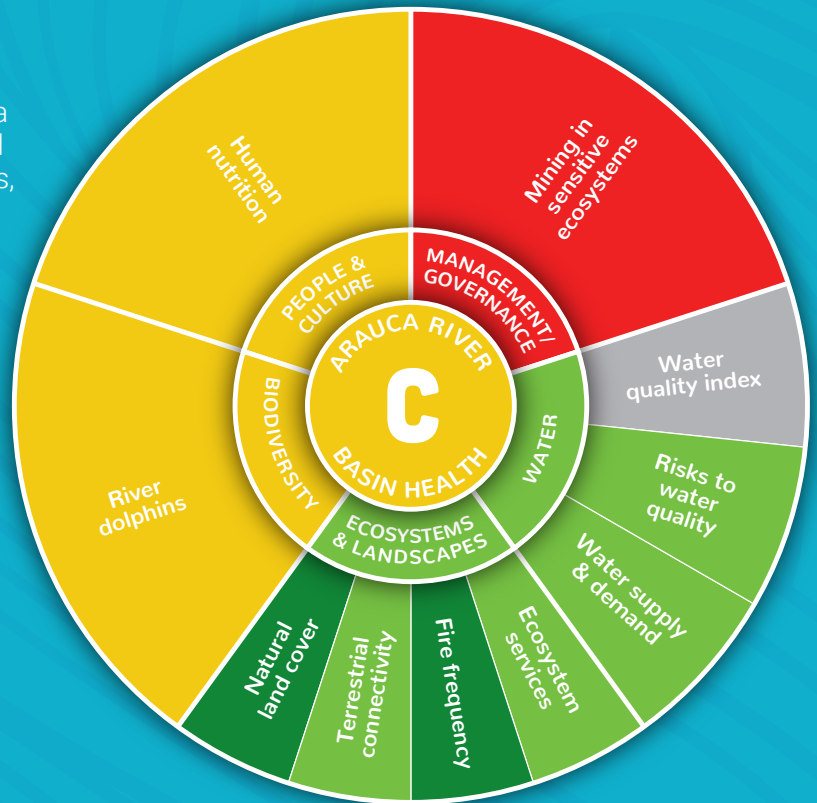 a
l
s,
Human
nutrition
Mining in
sensitive
ecosystems
PEOPLE &
CULTURE
MANAGEMENT/
GOVERNANCE
ARAUCA RIVER
C
BASIN HEALTH
BIODIVERSITY
WATER
ECOSYSTEMS
& LANDSCAPES
Water
quality index
Risks to
water
quality
Water supply
& demand
Ecosystem
services
Fire frequency
Terrestrial
connectivity
Natural
land cover
River
dolphins